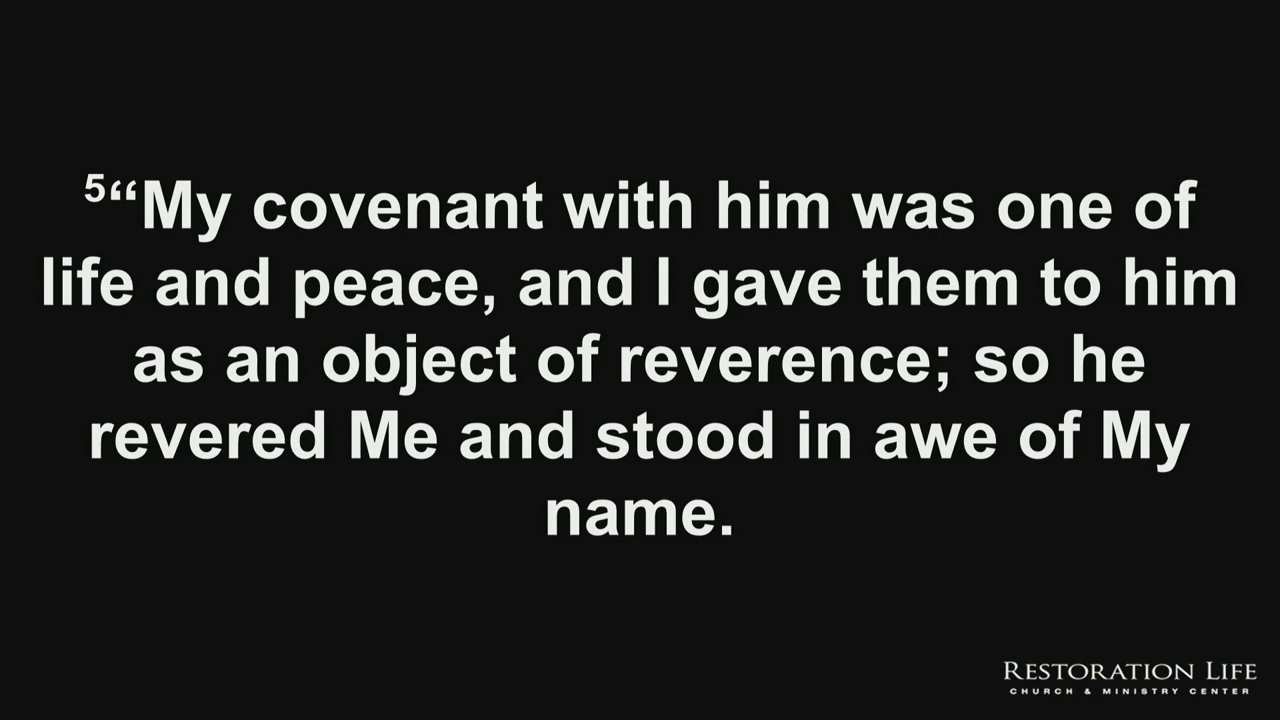 ⁵“My covenant with him was one of
life and peace, and I gave them to him
as an object of reverence; so he
revered Me and stood in awe of My
name.
RESTORATION LIFE
CHURCH & MINISTRY CENTER